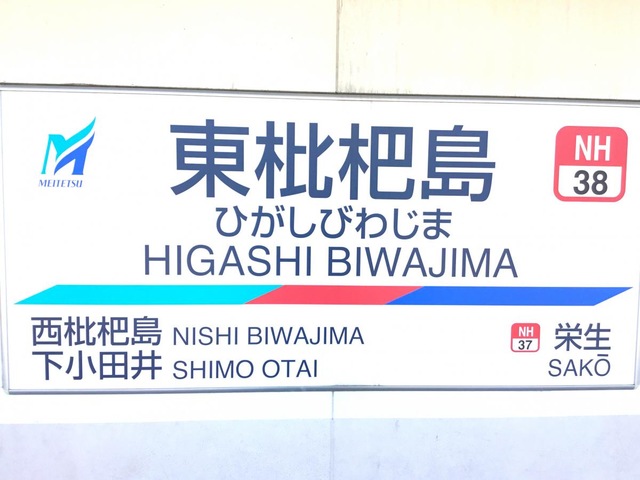 MEITETSU
東枇杷島
NH
38
ひがしびわじま
HIGASHI BIWAJIMA
西枇杷島 NISHI BIWAJIMA
下小田井 SHIMO OTAI
NH
37
栄生
SAKŌ